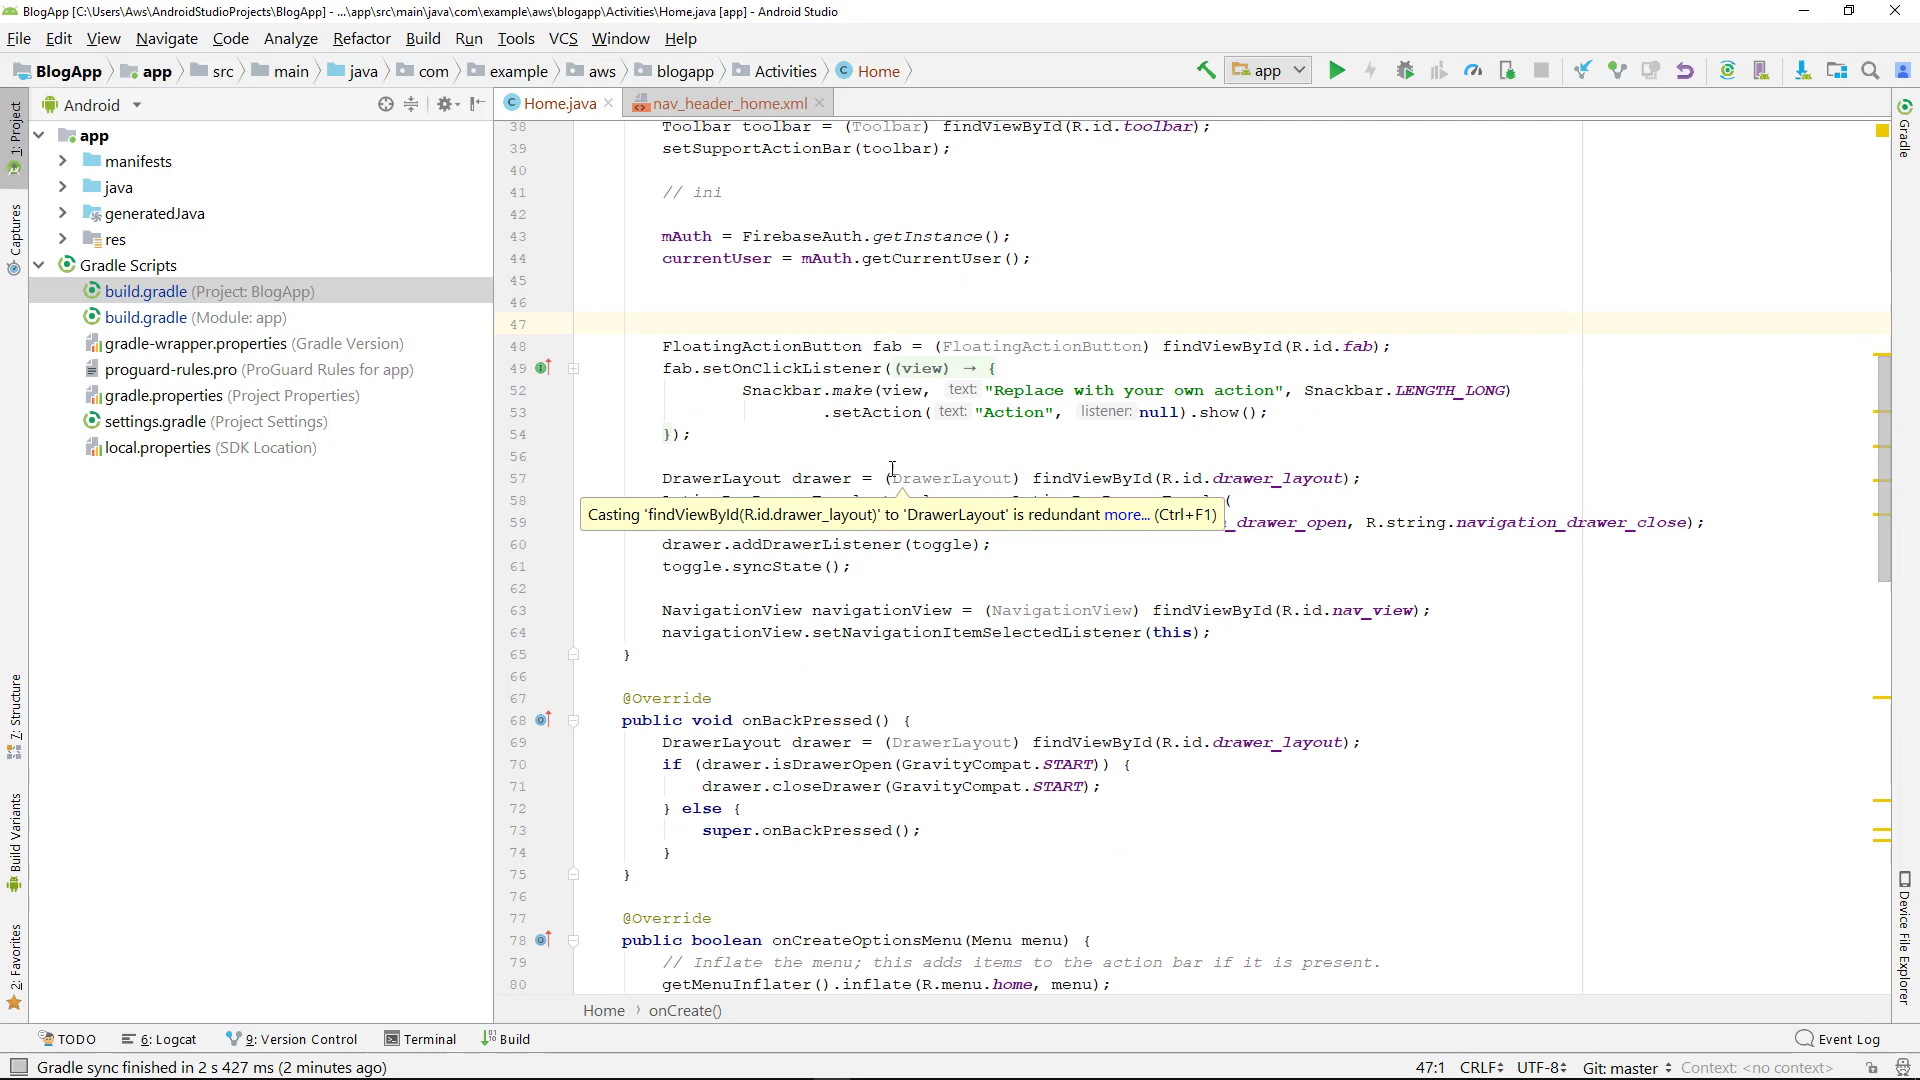 BlogApp [C:\Users\Aws\AndroidStudioProjects\BlogApp] - ...\app\src\main\java\com\example\aws\blogapp\Activities\Home.java [app] - Android Studio
File Edit View Navigate Code Analyze Refactor Build Run Tools VCS Window Help
BlogApp app src main java com example aws blogapp Activities Home app
Android
Home.java nav_header_home.xml
1: Project
Captures
7: Structure
Build Variants
2: Favorites
app
manifests
java
generatedJava
res
Gradle Scripts
build.gradle (Project: BlogApp)
build.gradle (Module: app)
gradle-wrapper.properties (Gradle Version)
proguard-rules.pro (ProGuard Rules for app)
gradle.properties (Project Properties)
settings.gradle (Project Settings)
local.properties (SDK Location)
38 Toolbar toolbar = (Toolbar) findViewById(R.id.toolbar);
39 setSupportActionBar(toolbar);
40
41 // ini
42
43 mAuth = FirebaseAuth.getInstance();
44 currentUser = mAuth.getCurrentUser();
45
46
47
48 FloatingActionButton fab = (FloatingActionButton) findViewById(R.id.fab);
49 fab.setOnClickListener((view) → {
52 Snackbar.make(view, text: "Replace with your own action", Snackbar.LENGTH_LONG)
53 .setAction( text: "Action", listener: null).show();
54 });
56
57 DrawerLayout drawer = (DrawerLayout) findViewById(R.id.drawer_layout);
58 (
Casting 'findViewById(R.id.drawer_layout)' to 'DrawerLayout' is redundant more... (Ctrl+F1)
59 _drawer_open, R.string.navigation_drawer_close);
60 drawer.addDrawerListener(toggle);
61 toggle.syncState();
62
63 NavigationView navigationView = (NavigationView) findViewById(R.id.nav_view);
64 navigationView.setNavigationItemSelectedListener(this);
65 }
66
67 @Override
68 public void onBackPressed() {
69 DrawerLayout drawer = (DrawerLayout) findViewById(R.id.drawer_layout);
70 if (drawer.isDrawerOpen(GravityCompat.START)) {
71 drawer.closeDrawer(GravityCompat.START);
72 } else {
73 super.onBackPressed();
74 }
75 }
76
77 @Override
78 public boolean onCreateOptionsMenu(Menu menu) {
79 // Inflate the menu; this adds items to the action bar if it is present.
80 getMenuInflater().inflate(R.menu.home, menu);
Home › onCreate()
Gradle
Device File Explorer
TODO 6: Logcat 9: Version Control Terminal Build Event Log
Gradle sync finished in 2 s 427 ms (2 minutes ago) 47:1 CRLF UTF-8 Git: master Context: <no context>